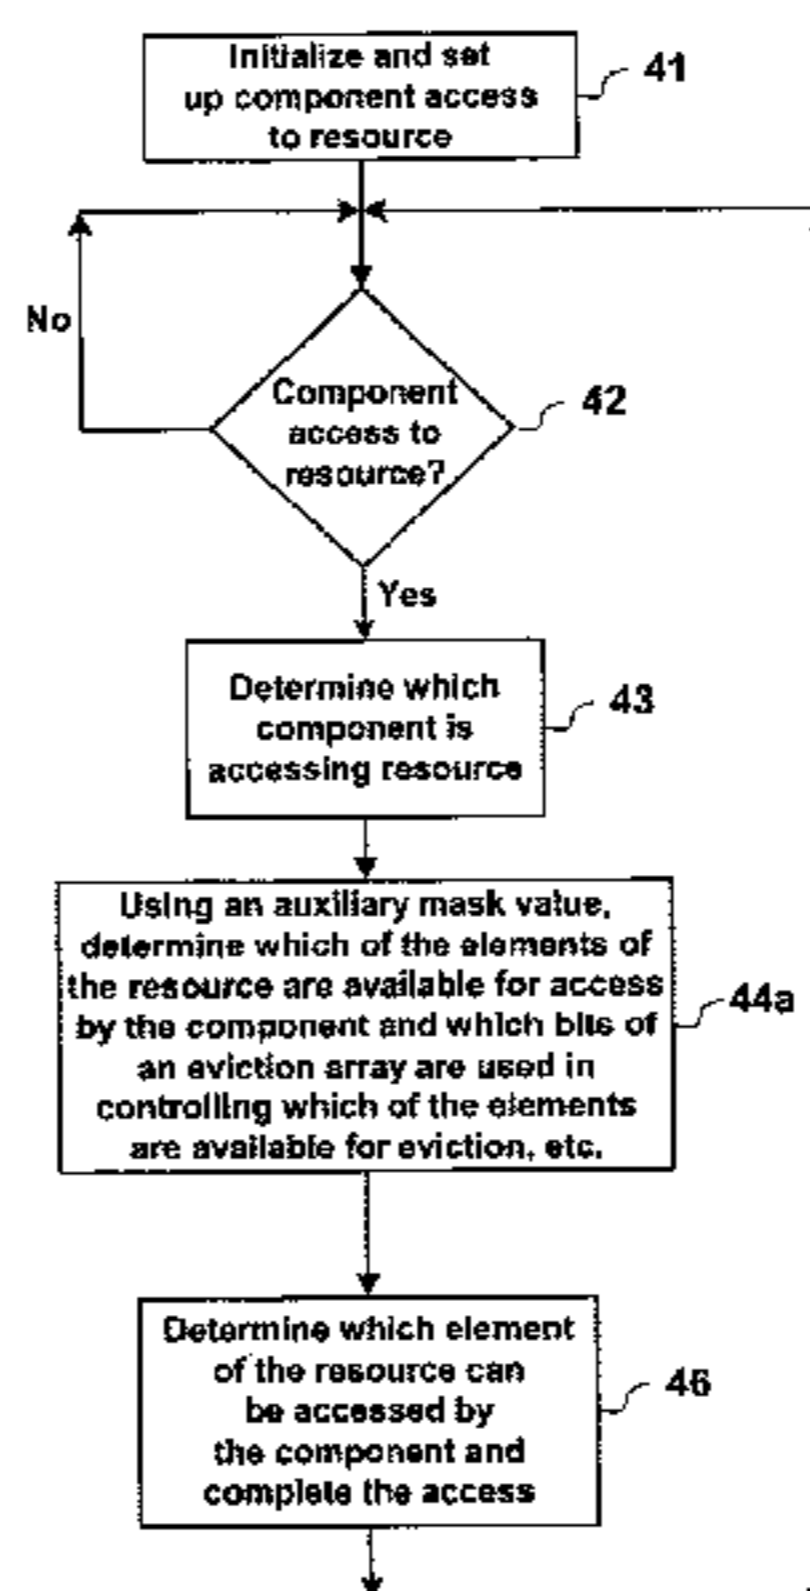 Initialize and set
up component access
to resource
41
No
Component
access to
resource?
42
Yes
Determine which
component is
accessing resource
43
Using an auxiliary mask value,
determine which of the elements of
the resource are available for access
by the component and which bits of
an eviction array are used in
controlling which of the elements
are available for eviction, etc.
44a
Determine which element
of the resource can
be accessed by
the component and
complete the access
46